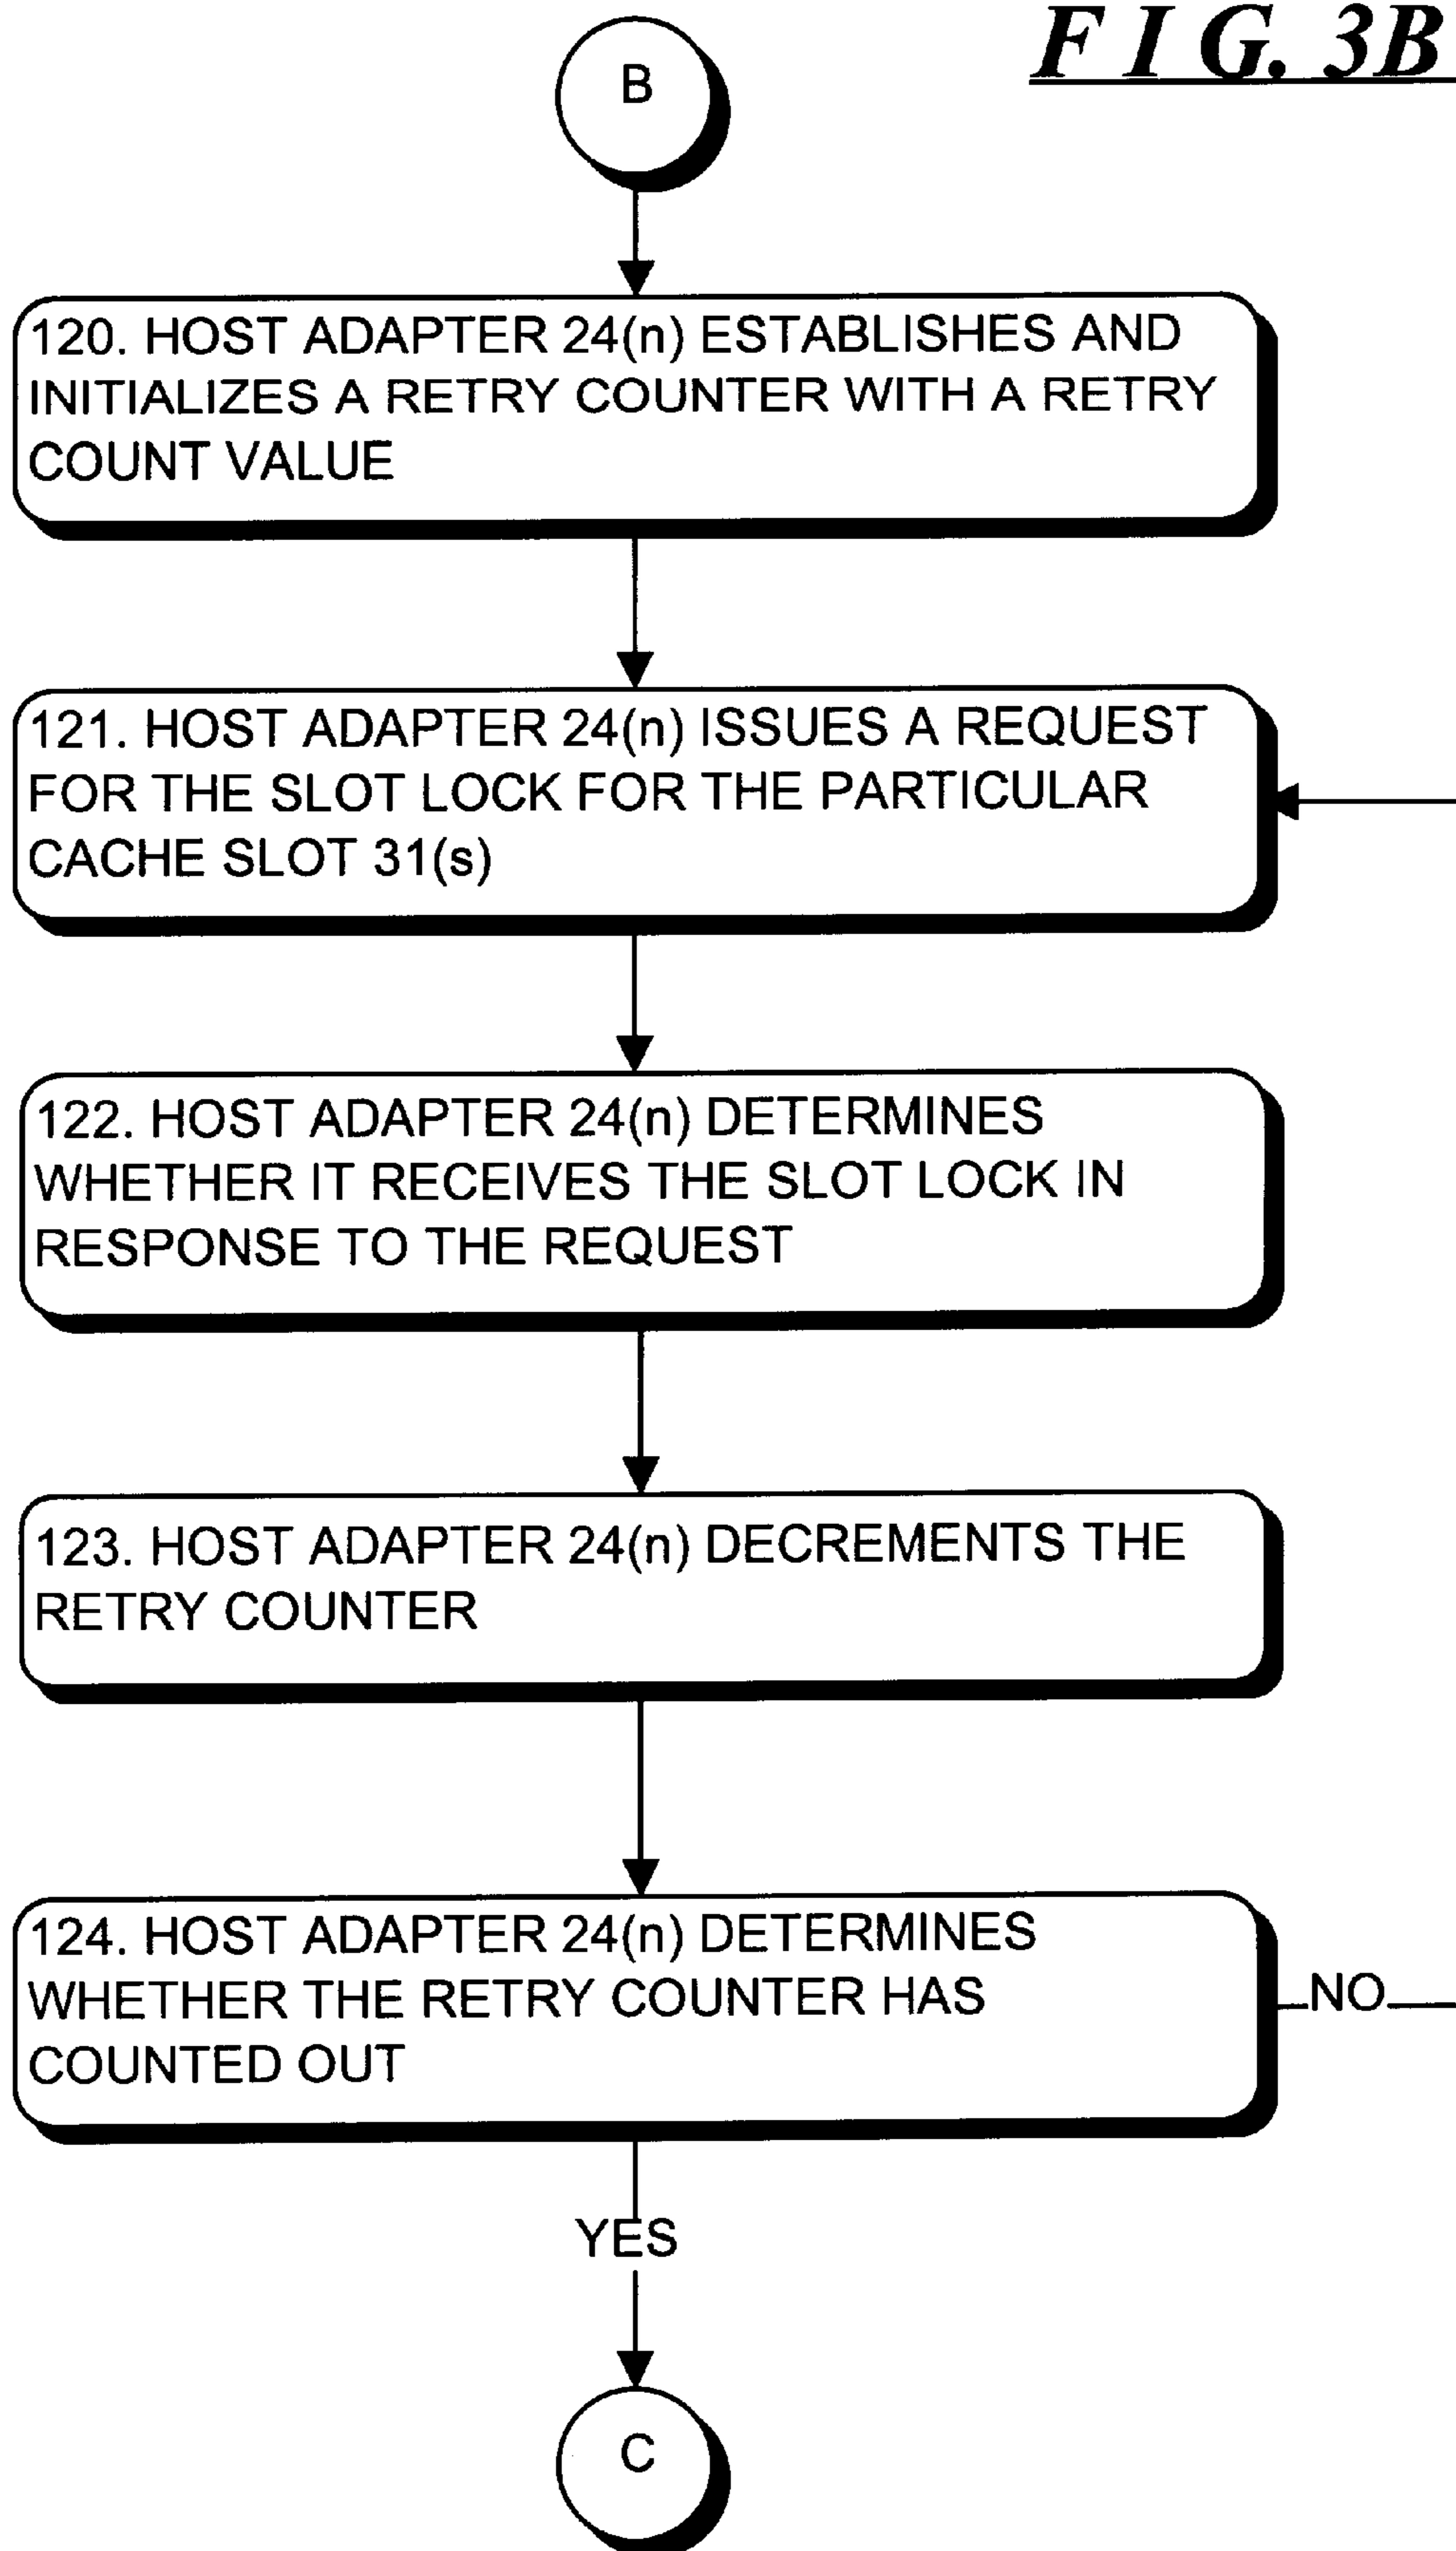 F I G. 3B
B
120. HOST ADAPTER 24(n) ESTABLISHES AND
INITIALIZES A RETRY COUNTER WITH A RETRY
COUNT VALUE
121. HOST ADAPTER 24(n) ISSUES A REQUEST
FOR THE SLOT LOCK FOR THE PARTICULAR
CACHE SLOT 31(s)
122. HOST ADAPTER 24(n) DETERMINES
WHETHER IT RECEIVES THE SLOT LOCK IN
RESPONSE TO THE REQUEST
123. HOST ADAPTER 24(n) DECREMENTS THE
RETRY COUNTER
124. HOST ADAPTER 24(n) DETERMINES
WHETHER THE RETRY COUNTER HAS
COUNTED OUT
NO
YES
C